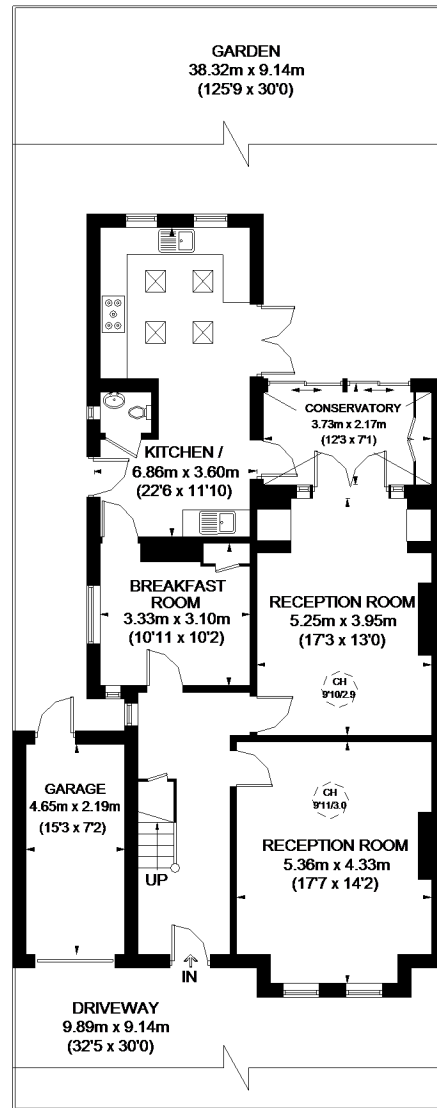 GARDEN
38.32m x 9.14m
(125'9 x 30'0)
CONSERVATORY
3.73m x 2.17m
(12'3 x 7'1)
KITCHEN /
6.86m x 3.60m
(22'6 x 11'10)
BREAKFAST
ROOM
3.33m x 3.10m
(10'11 x 10'2)
RECEPTION ROOM
5.25m x 3.95m
(17'3 x 13'0)
CH
9'10/2.9
GARAGE
4.65m x 2.19m
(15'3 x 7'2)
CH
9'11/3.0
RECEPTION ROOM
5.36m x 4.33m
(17'7 x 14'2)
UP
IN
DRIVEWAY
9.89m x 9.14m
(32'5 x 30'0)